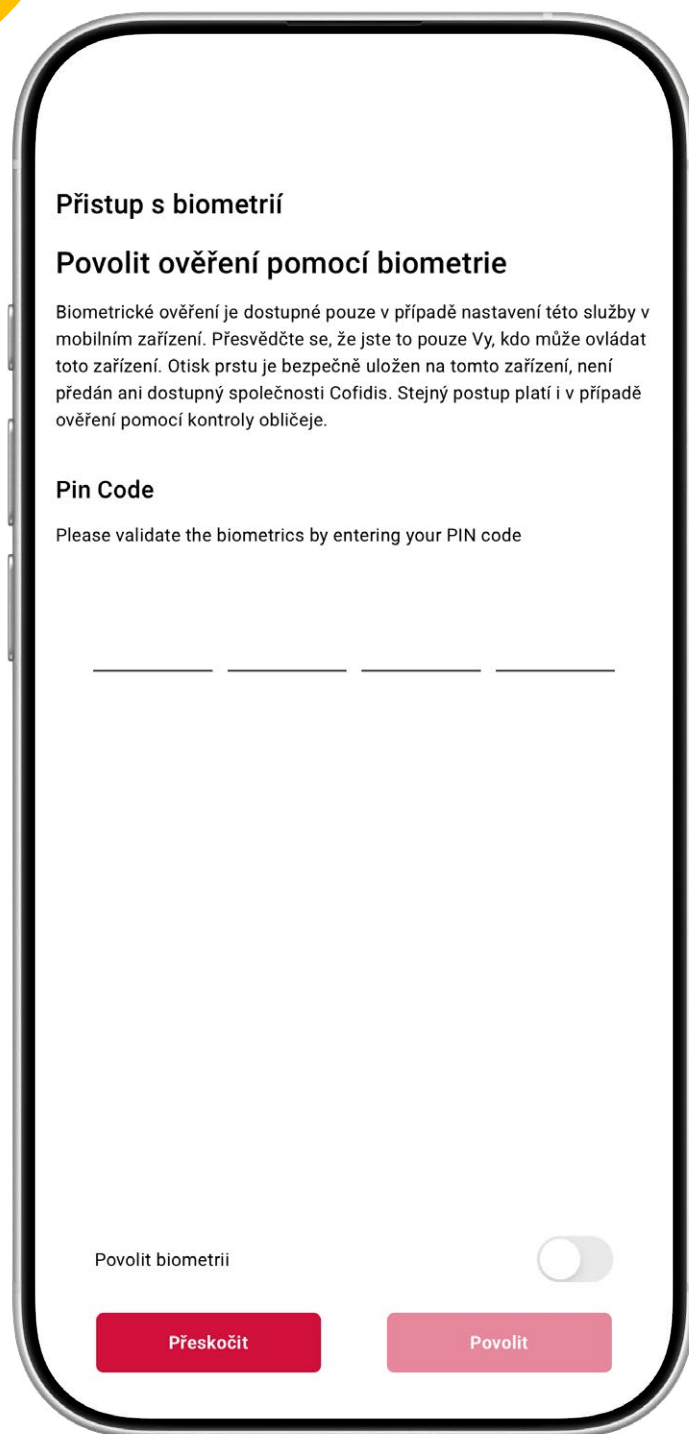 Přistup s biometrií
Povolit ověření pomocí biometrie
Biometrické ověření je dostupné pouze v případě nastavení této služby v
mobilním zařízení. Přesvědčte se, že jste to pouze Vy, kdo může ovládat
toto zařízení. Otisk prstu je bezpečně uložen na tomto zařízení, není
předán ani dostupný společnosti Cofidis. Stejný postup platí i v případě
ověření pomocí kontroly obličeje.
Pin Code
Please validate the biometrics by entering your PIN code
Povolit biometrii
Přeskočit
Povolit